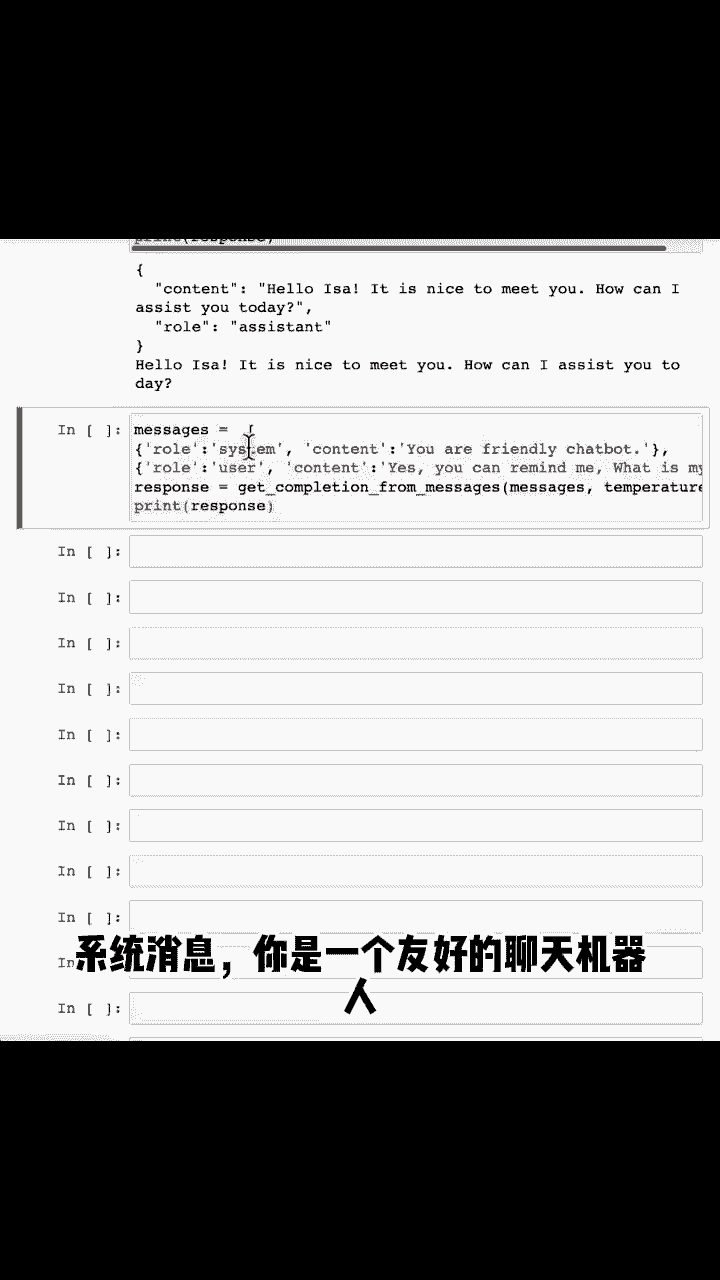 print(response)
{
"content": "Hello Isa! It is nice to meet you. How can I
assist you today?",
"role": "assistant"
}
Hello Isa! It is nice to meet you. How can I assist you to
day?
In [ ]: messages = [
{'role':'system', 'content':'You are friendly chatbot.'},
{'role':'user', 'content':'Yes, you can remind me, What is my
response = get_completion_from_messages(messages, temperature
print(response)
In [ ]:
In [ ]:
In [ ]:
In [ ]:
In [ ]:
In [ ]:
In [ ]:
In [ ]:
In [ ]:
In
In [ ]:
系统消息，你是一个友好的聊天机器
人